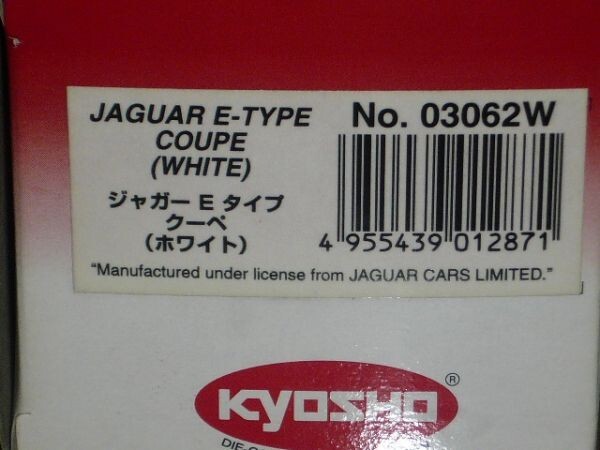 JAGUAR E-TYPE
COUPE
(WHITE)
ジャガー E タイプ
クーペ
(ホワイト)
No. 03062W
4 955439 012871
"Manufactured under license from JAGUAR CARS LIMITED."
KYOSHO ®